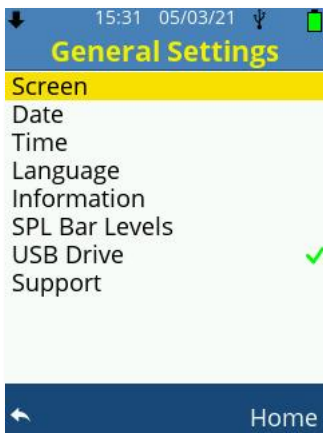 15:31 05/03/21
General Settings
Screen
Date
Time
Language
Information
SPL Bar Levels
USB Drive
Support
Home